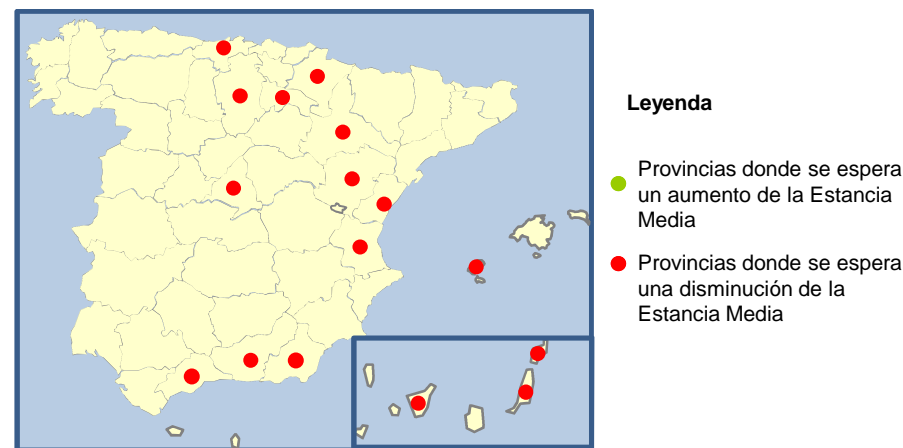 Leyenda
Provincias donde se espera
un aumento de la Estancia
Media
Provincias donde se espera
una disminución de la
Estancia Media